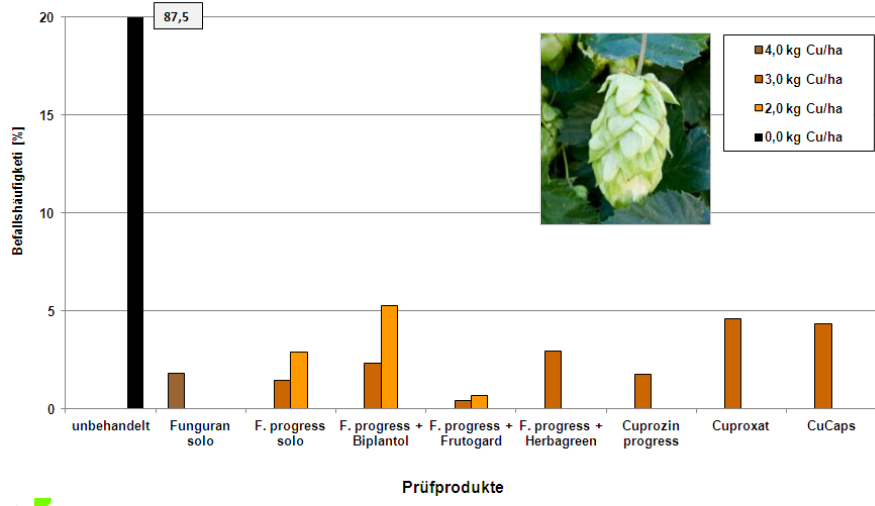 20
87,5
4,0 kg Cu/ha
3,0 kg Cu/ha
2,0 kg Cu/ha
0,0 kg Cu/ha
15
10
5
0
Befallshäufigketi [%]
unbehandelt
Funguran
solo
F. progress
solo
F. progress +
Biplantol
F. progress +
Frutogard
F. progress +
Herbagreen
Cuprozin
progress
Cuproxat
CuCaps
Prüfprodukte